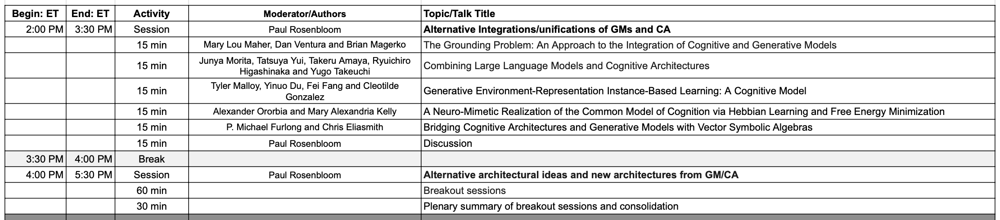 Begin: ET End: ET Activity Moderator/Authors Topic/Talk Title
2:00 PM 3:30 PM Session Paul Rosenbloom Alternative Integrations/unifications of GMs and CA
15 min Mary Lou Maher, Dan Ventura and Brian Magerko The Grounding Problem: An Approach to the Integration of Cognitive and Generative Models
15 min Junya Morita, Tatsuya Yui, Takeru Amaya, Ryuichiro
Higashinaka and Yugo Takeuchi Combining Large Language Models and Cognitive Architectures
15 min Tyler Malloy, Yinuo Du, Fei Fang and Cleotilde
Gonzalez Generative Environment-Representation Instance-Based Learning: A Cognitive Model
15 min Alexander Ororbia and Mary Alexandria Kelly A Neuro-Mimetic Realization of the Common Model of Cognition via Hebbian Learning and Free Energy Minimization
15 min P. Michael Furlong and Chris Eliasmith Bridging Cognitive Architectures and Generative Models with Vector Symbolic Algebras
15 min Paul Rosenbloom Discussion
3:30 PM 4:00 PM Break
4:00 PM 5:30 PM Session Paul Rosenbloom Alternative architectural ideas and new architectures from GM/CA
60 min Breakout sessions
30 min Plenary summary of breakout sessions and consolidation